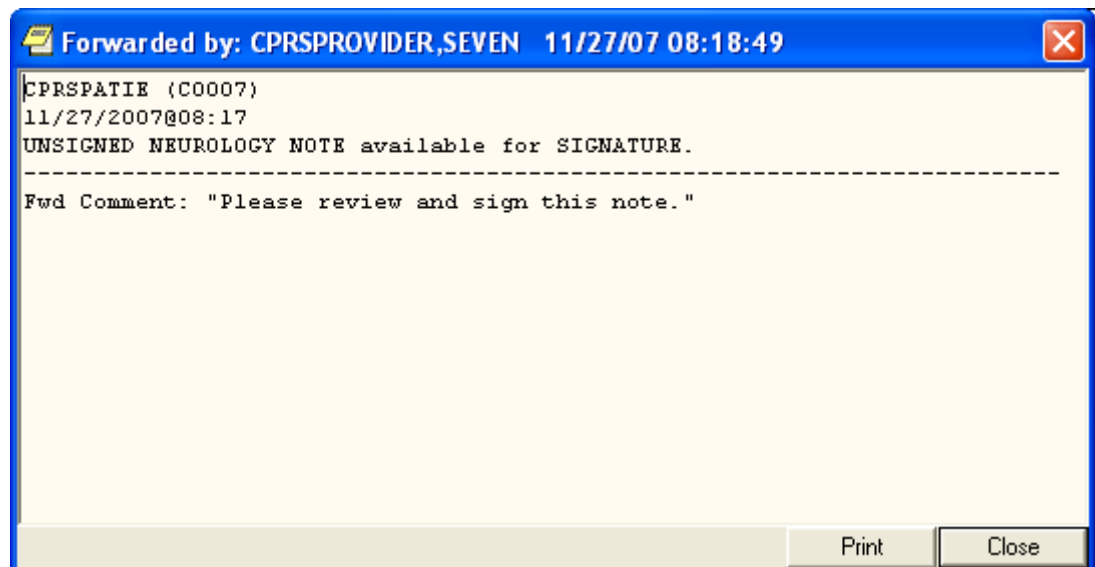 Forwarded by: CPRSPROVIDER,SEVEN 11/27/07 08:18:49
CPRSPATIE (C0007)
11/27/2007@08:17
UNSIGNED NEUROLOGY NOTE available for SIGNATURE.
--------------------------------------------------------------------------
Fwd Comment: "Please review and sign this note."
Print Close